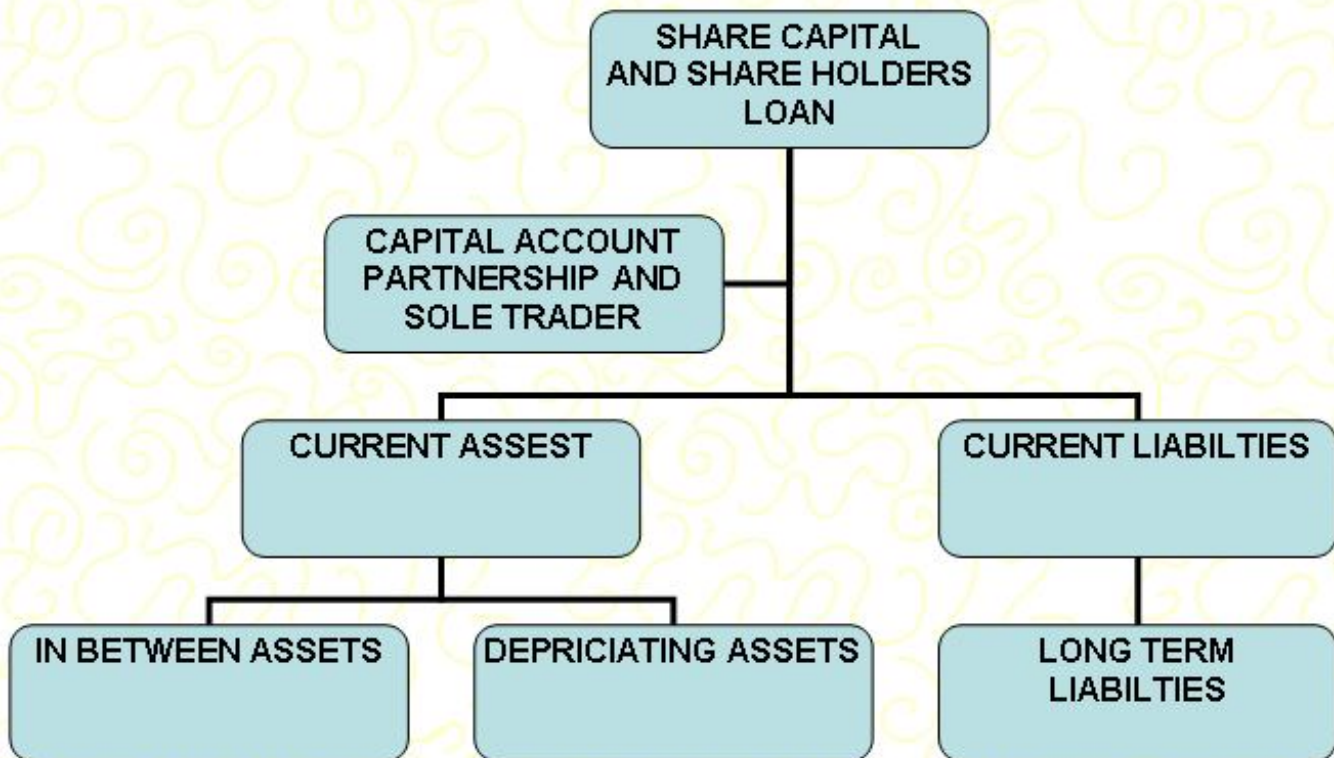 SHARE CAPITAL
AND SHARE HOLDERS
LOAN
CAPITAL ACCOUNT
PARTNERSHIP AND
SOLE TRADER
CURRENT ASSEST
CURRENT LIABILTIES
IN BETWEEN ASSETS
DEPRICIATING ASSETS
LONG TERM
LIABILTIES